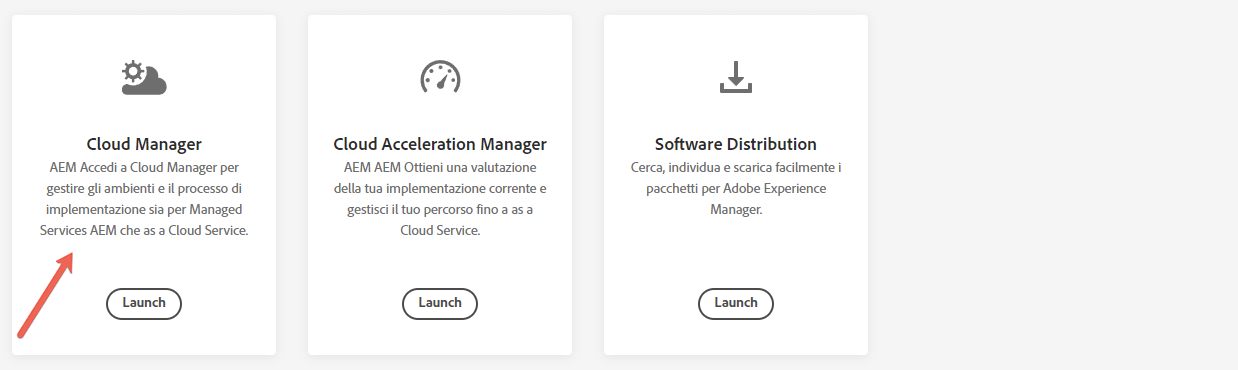 Cloud Manager
AEM Accedi a Cloud Manager per
gestire gli ambienti e il processo di
implementazione sia per Managed
Services AEM che as a Cloud Service.
Launch
Cloud Acceleration Manager
AEM AEM Ottieni una valutazione
della tua implementazione corrente e
gestisci il tuo percorso fino a as a
Cloud Service.
Launch
Software Distribution
Cerca, individua e scarica facilmente i
pacchetti per Adobe Experience
Manager.
Launch